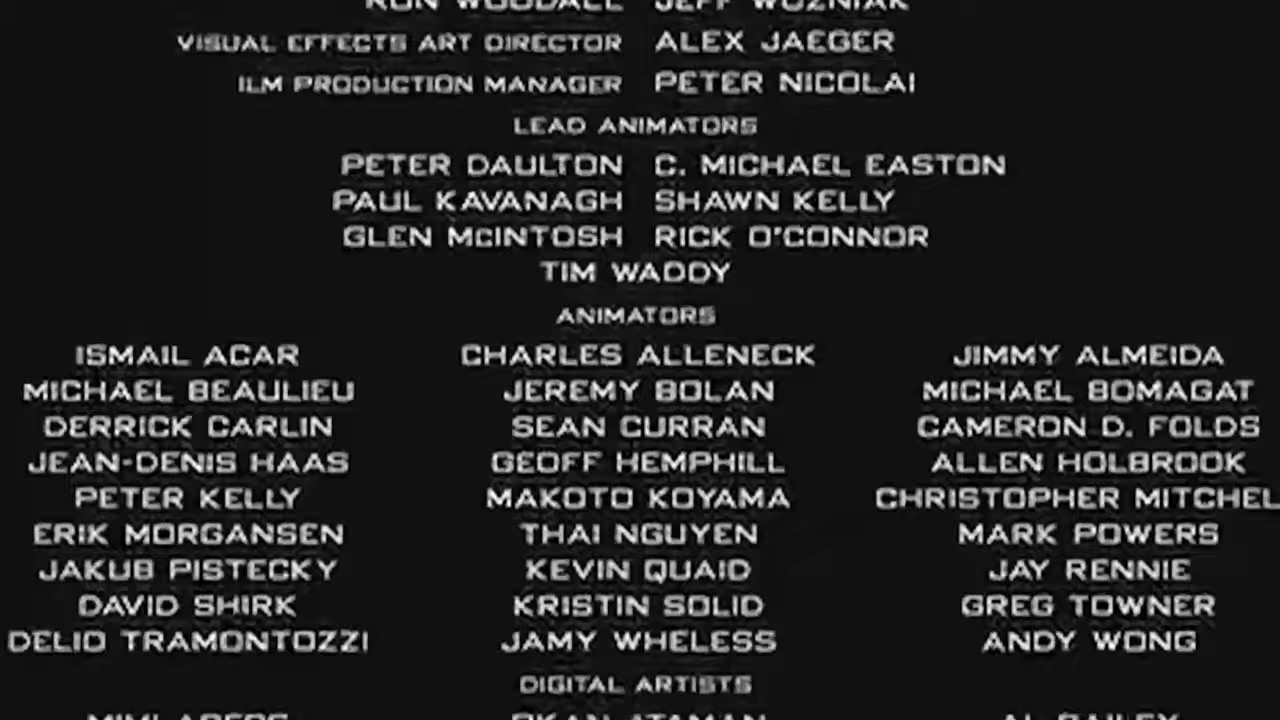 RON WOODALL JEFF WOZNIAK
VISUAL EFFECTS ART DIRECTOR ALEX JAEGER
ILM PRODUCTION MANAGER PETER NICOLAI
LEAD ANIMATORS
PETER DAULTON C. MICHAEL EASTON
PAUL KAVANAGH SHAWN KELLY
GLEN McINTOSH RICK O'CONNOR
TIM WADDY
ANIMATORS
ISMAIL ACAR CHARLES ALLENECK JIMMY ALMEIDA
MICHAEL BEAULIEU JEREMY BOLAN MICHAEL BOMAGAT
DERRICK CARLIN SEAN CURRAN CAMERON D. FOLDS
JEAN-DENIS HAAS GEOFF HEMPHILL ALLEN HOLBROOK
PETER KELLY MAKOTO KOYAMA CHRISTOPHER MITCHEL
ERIK MORGANSEN THAI NGUYEN MARK POWERS
JAKUB PISTECKY KEVIN QUAID JAY RENNIE
DAVID SHIRK KRISTIN SOLID GREG TOWNER
DELIO TRAMONTOZZI JAMY WHELESS ANDY WONG
DIGITAL ARTISTS